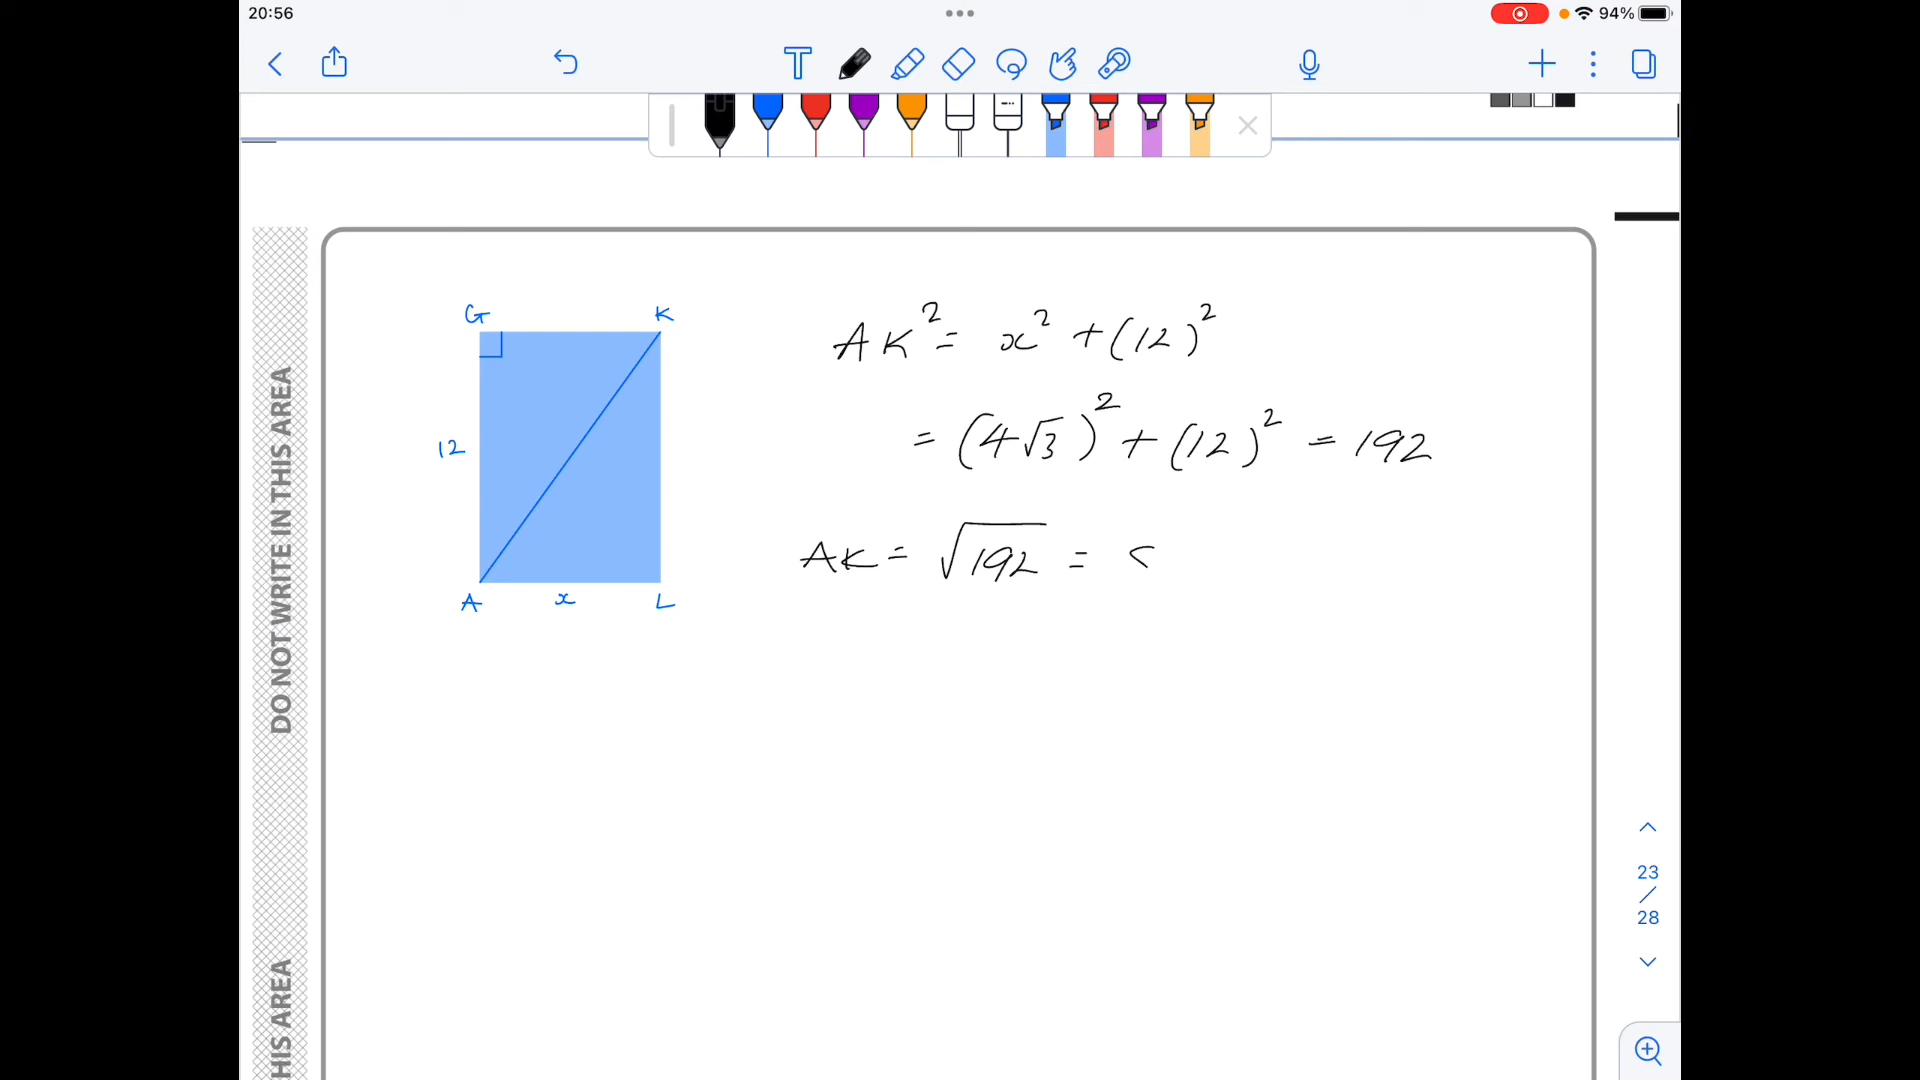 20:56
94%
T
DO NOT WRITE IN THIS AREA
HIS AREA
G K
12
A x L
AK² = x² + (12)²
= (4√3)² + (12)² = 192
AK = √192 =
23
/
28